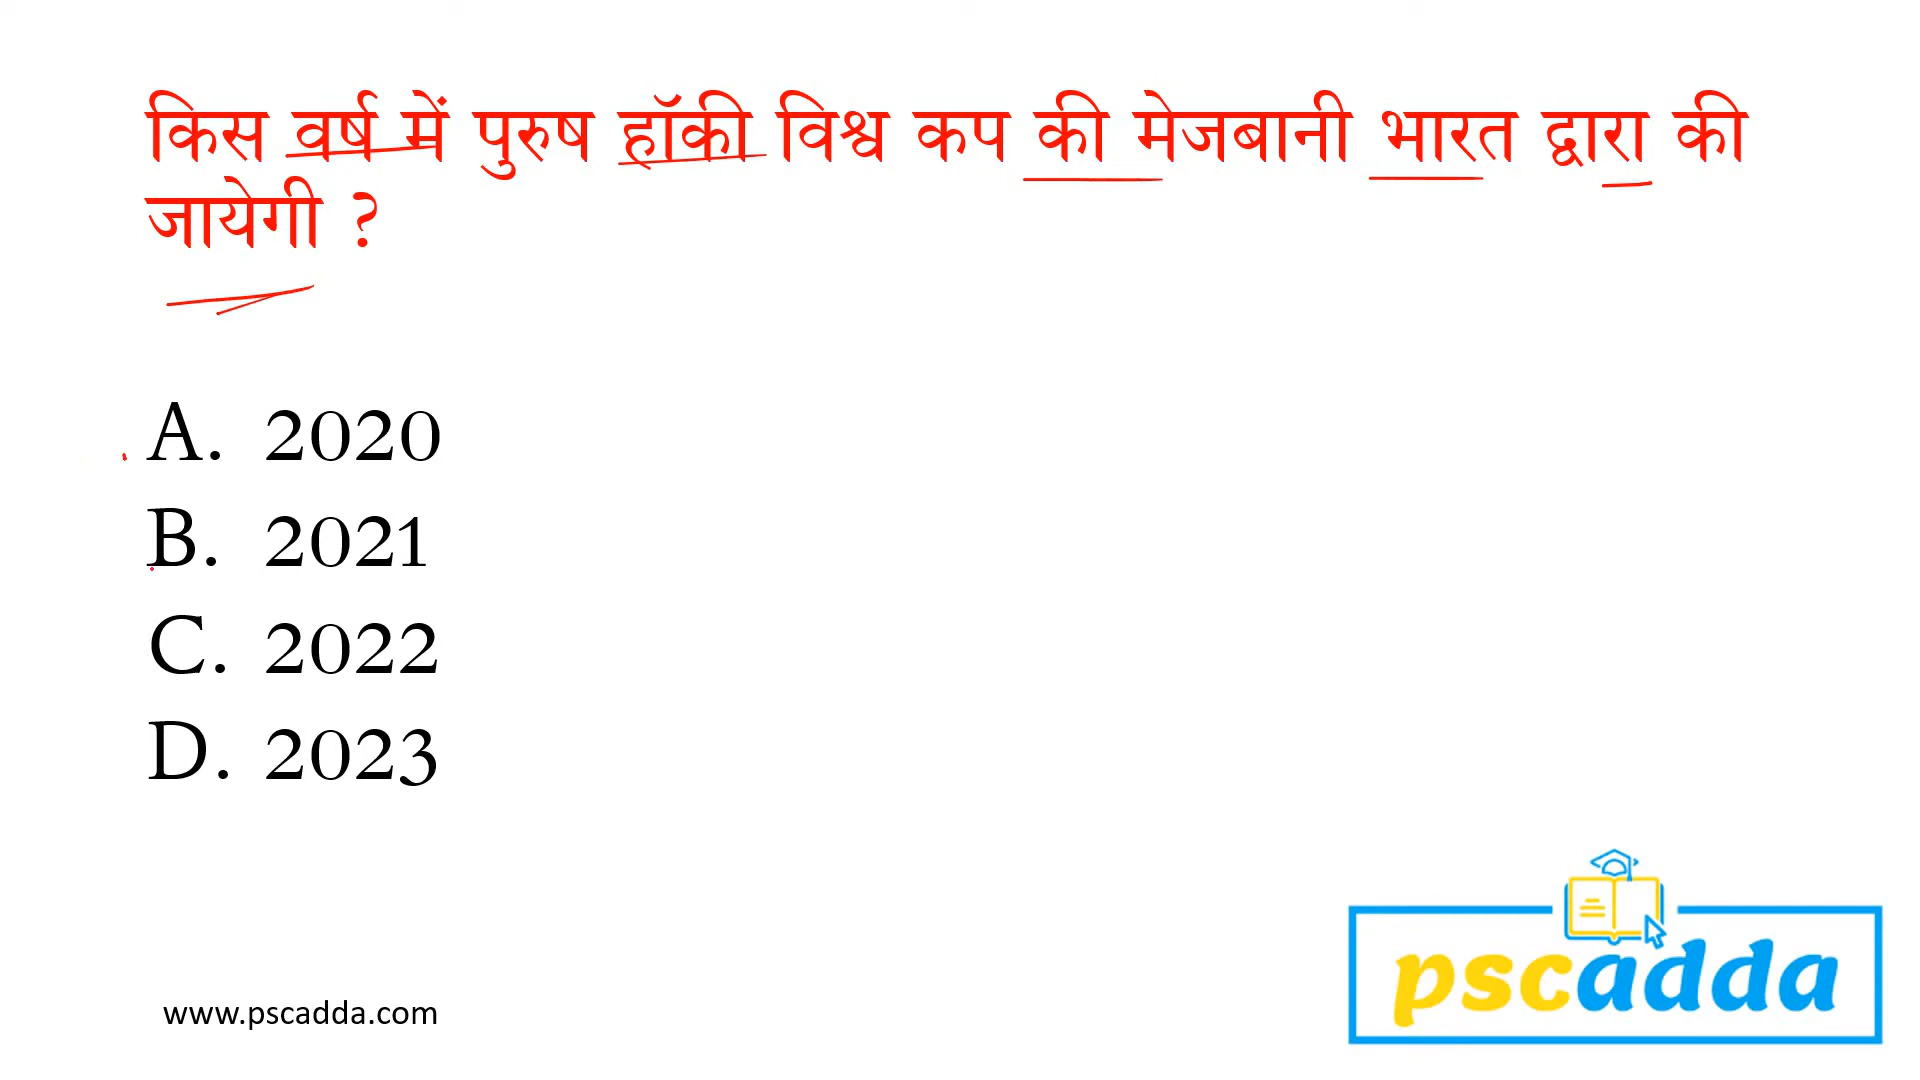 किस वर्ष में पुरुष हॉकी विश्व कप की मेजबानी भारत द्वारा की
जायेगी ?
A. 2020
B. 2021
C. 2022
D. 2023
pscadda
www.pscadda.com